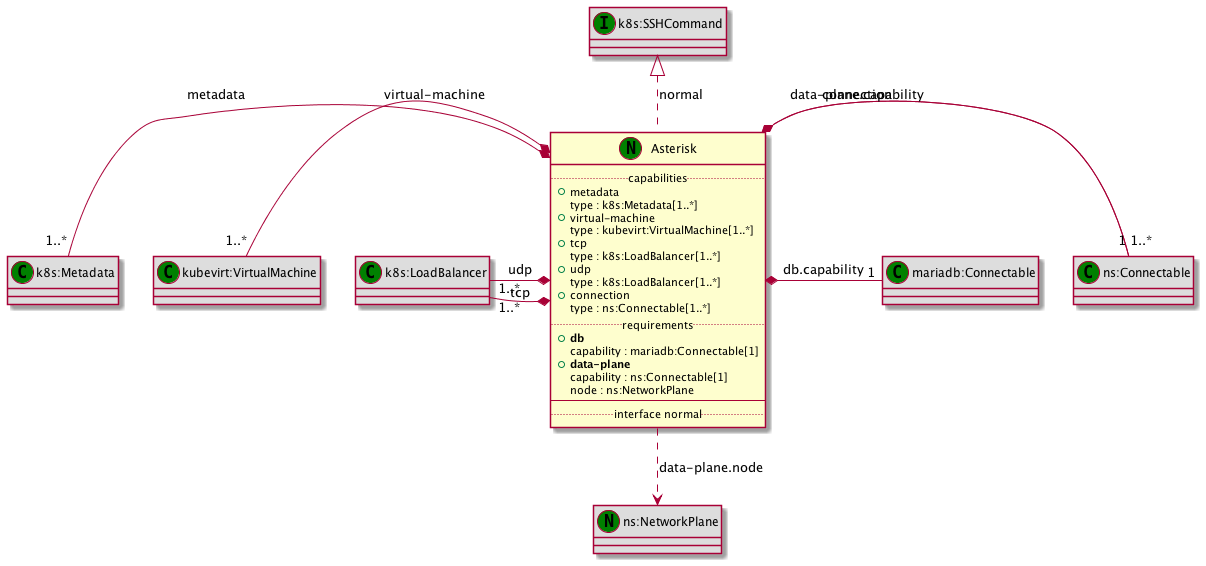 I k8s:SSHCommand
metadata
virtual-machine
normal
data-plane.capability
connection
N Asterisk
capabilities
metadata
type : k8s:Metadata[1..*]
virtual-machine
type : kubevirt:VirtualMachine[1..*]
tcp
type : k8s:LoadBalancer[1..*]
udp
type : k8s:LoadBalancer[1..*]
connection
type : ns:Connectable[1..*]
requirements
db
capability : mariadb:Connectable[1]
data-plane
capability : ns:Connectable[1]
node : ns:NetworkPlane
interface normal
1..*
1..*
1 1..*
C k8s:Metadata
C kubevirt:VirtualMachine
C k8s:LoadBalancer
udp
1..*
tcp
1..*
db.capability 1
C mariadb:Connectable
C ns:Connectable
data-plane.node
N ns:NetworkPlane